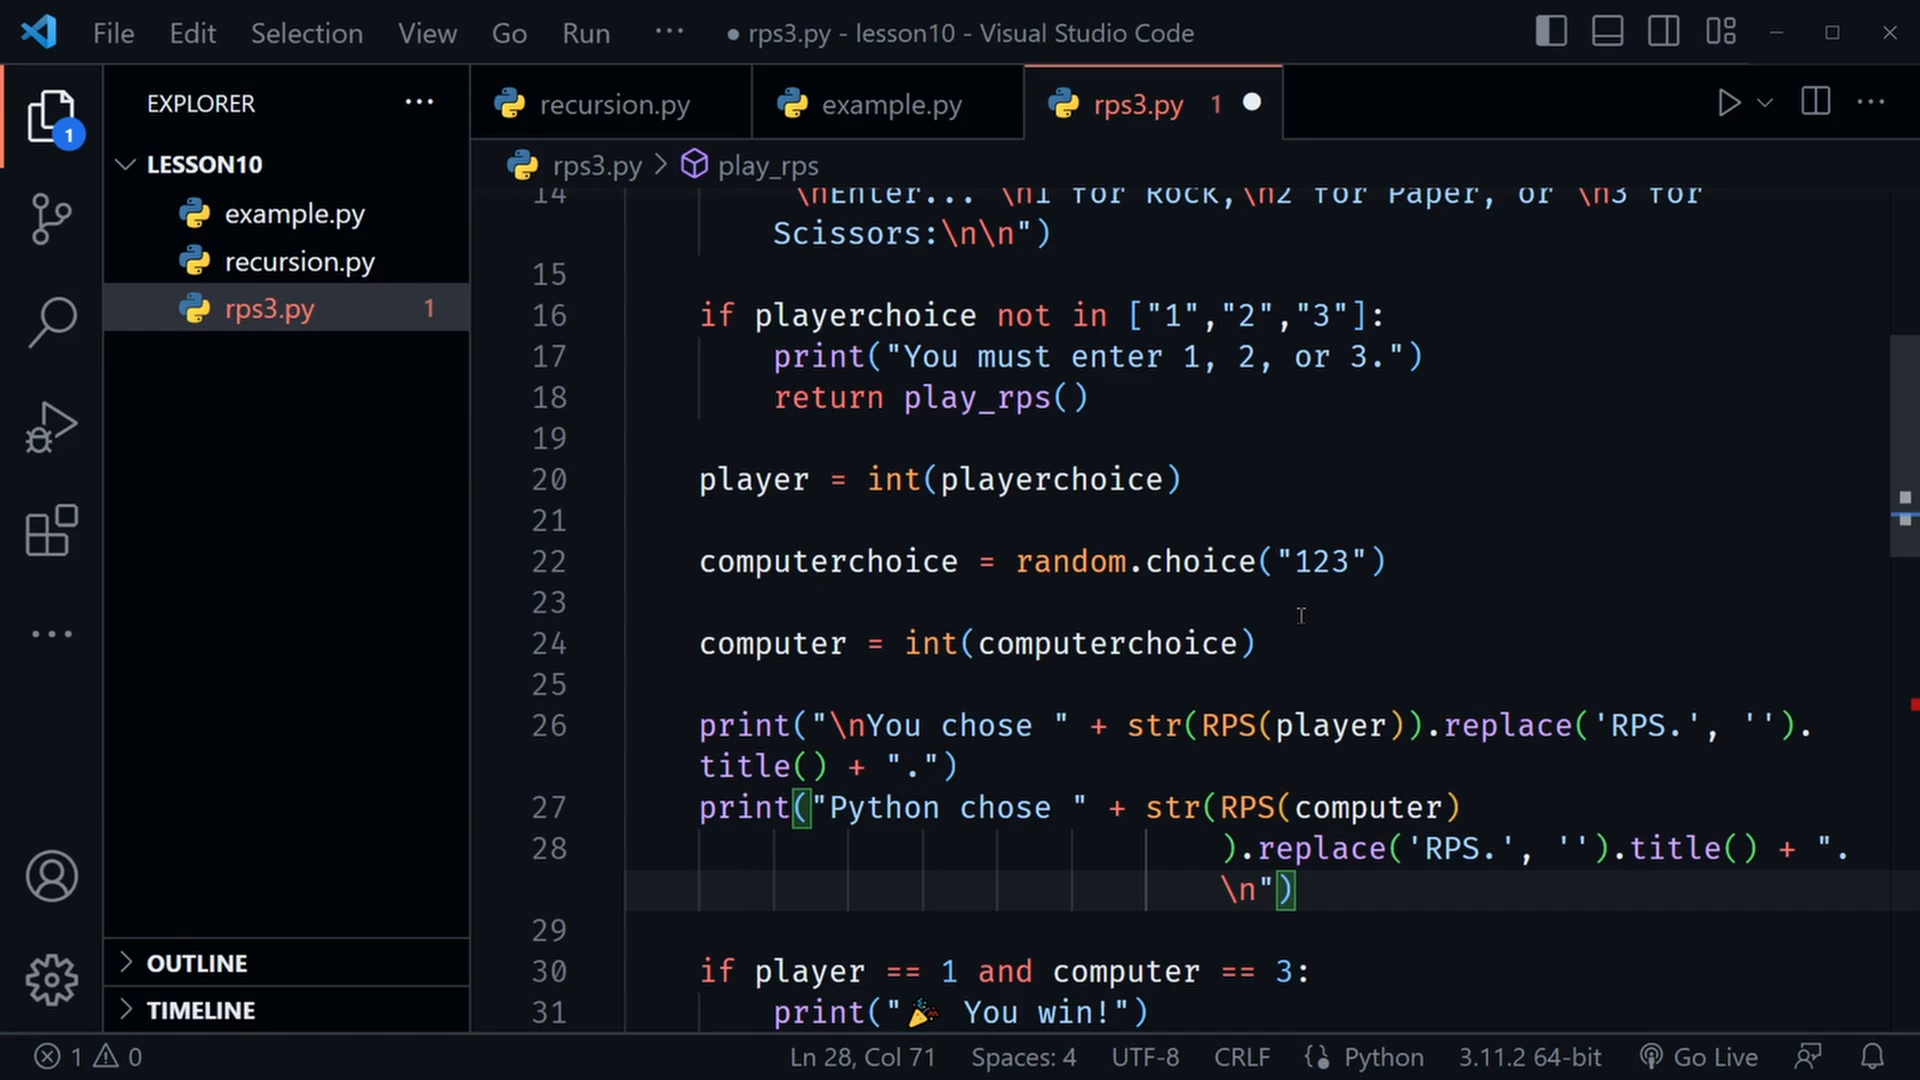 File Edit Selection View Go Run ··· ● rps3.py - lesson10 - Visual Studio Code
1
EXPLORER ···
LESSON10
example.py
recursion.py
rps3.py 1
OUTLINE
TIMELINE
recursion.py example.py rps3.py 1
rps3.py > play_rps
14 \nEnter... \n1 for Rock,\n2 for Paper, or \n3 for
Scissors:\n\n")
15
16 if playerchoice not in ["1","2","3"]:
17 print("You must enter 1, 2, or 3.")
18 return play_rps()
19
20 player = int(playerchoice)
21
22 computerchoice = random.choice("123")
23
24 computer = int(computerchoice)
25
26 print("\nYou chose " + str(RPS(player)).replace('RPS.', '').
title() + ".")
27 print("Python chose " + str(RPS(computer)
28 ).replace('RPS.', '').title() + ".
\n")
29
30 if player == 1 and computer == 3:
31 print("🎉 You win!")
1 0 Ln 28, Col 71 Spaces: 4 UTF-8 CRLF Python 3.11.2 64-bit Go Live